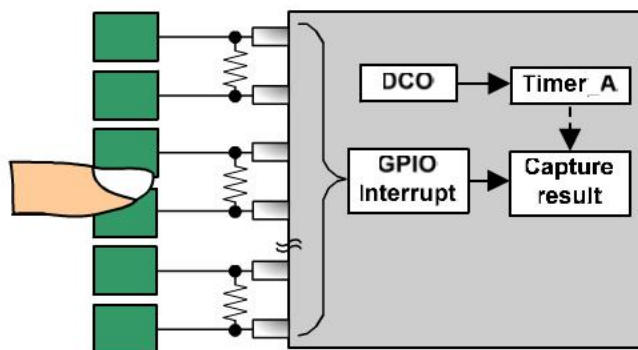 DCO
Timer_A
GPIO
Interrupt
Capture
result